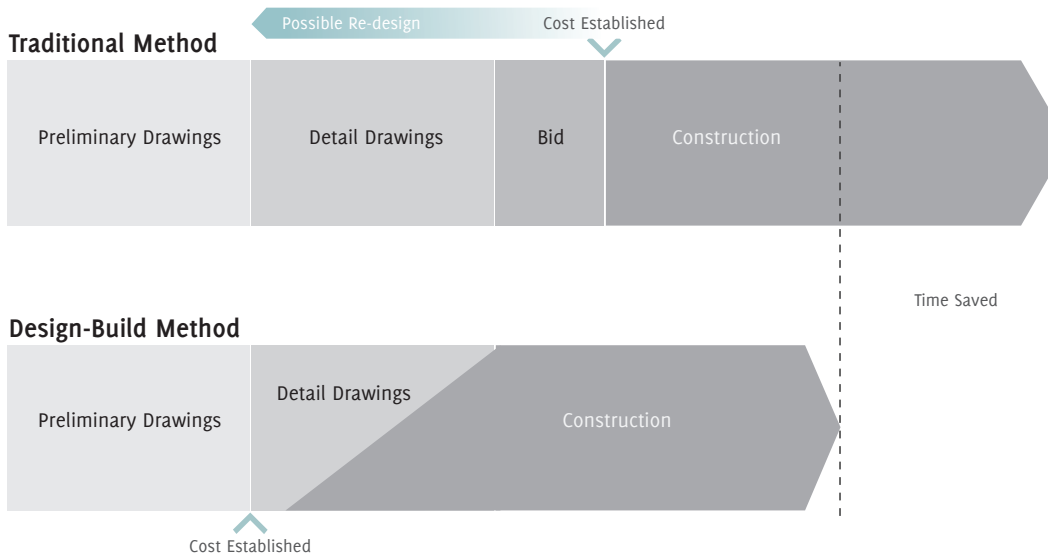 Possible Re-design
Cost Established
Traditional Method
Preliminary Drawings
Detail Drawings
Bid
Construction
Time Saved
Design-Build Method
Detail Drawings
Preliminary Drawings
Construction
Cost Established